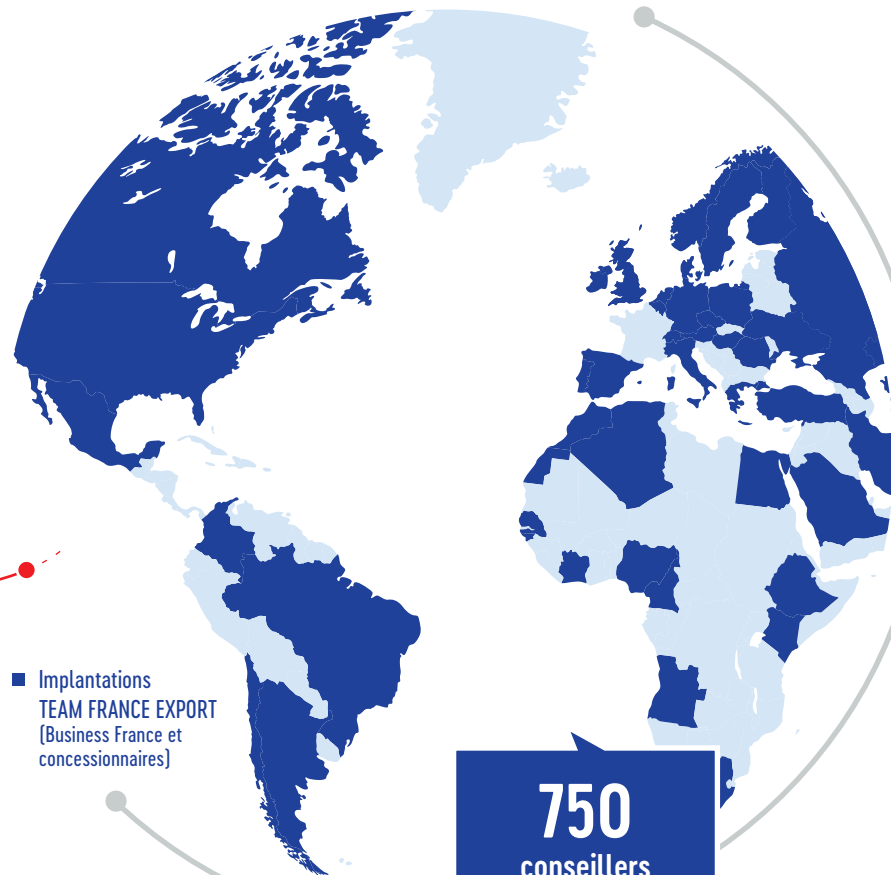 Implantations
TEAM FRANCE EXPORT
(Business France et
concessionnaires)
750
conseillers